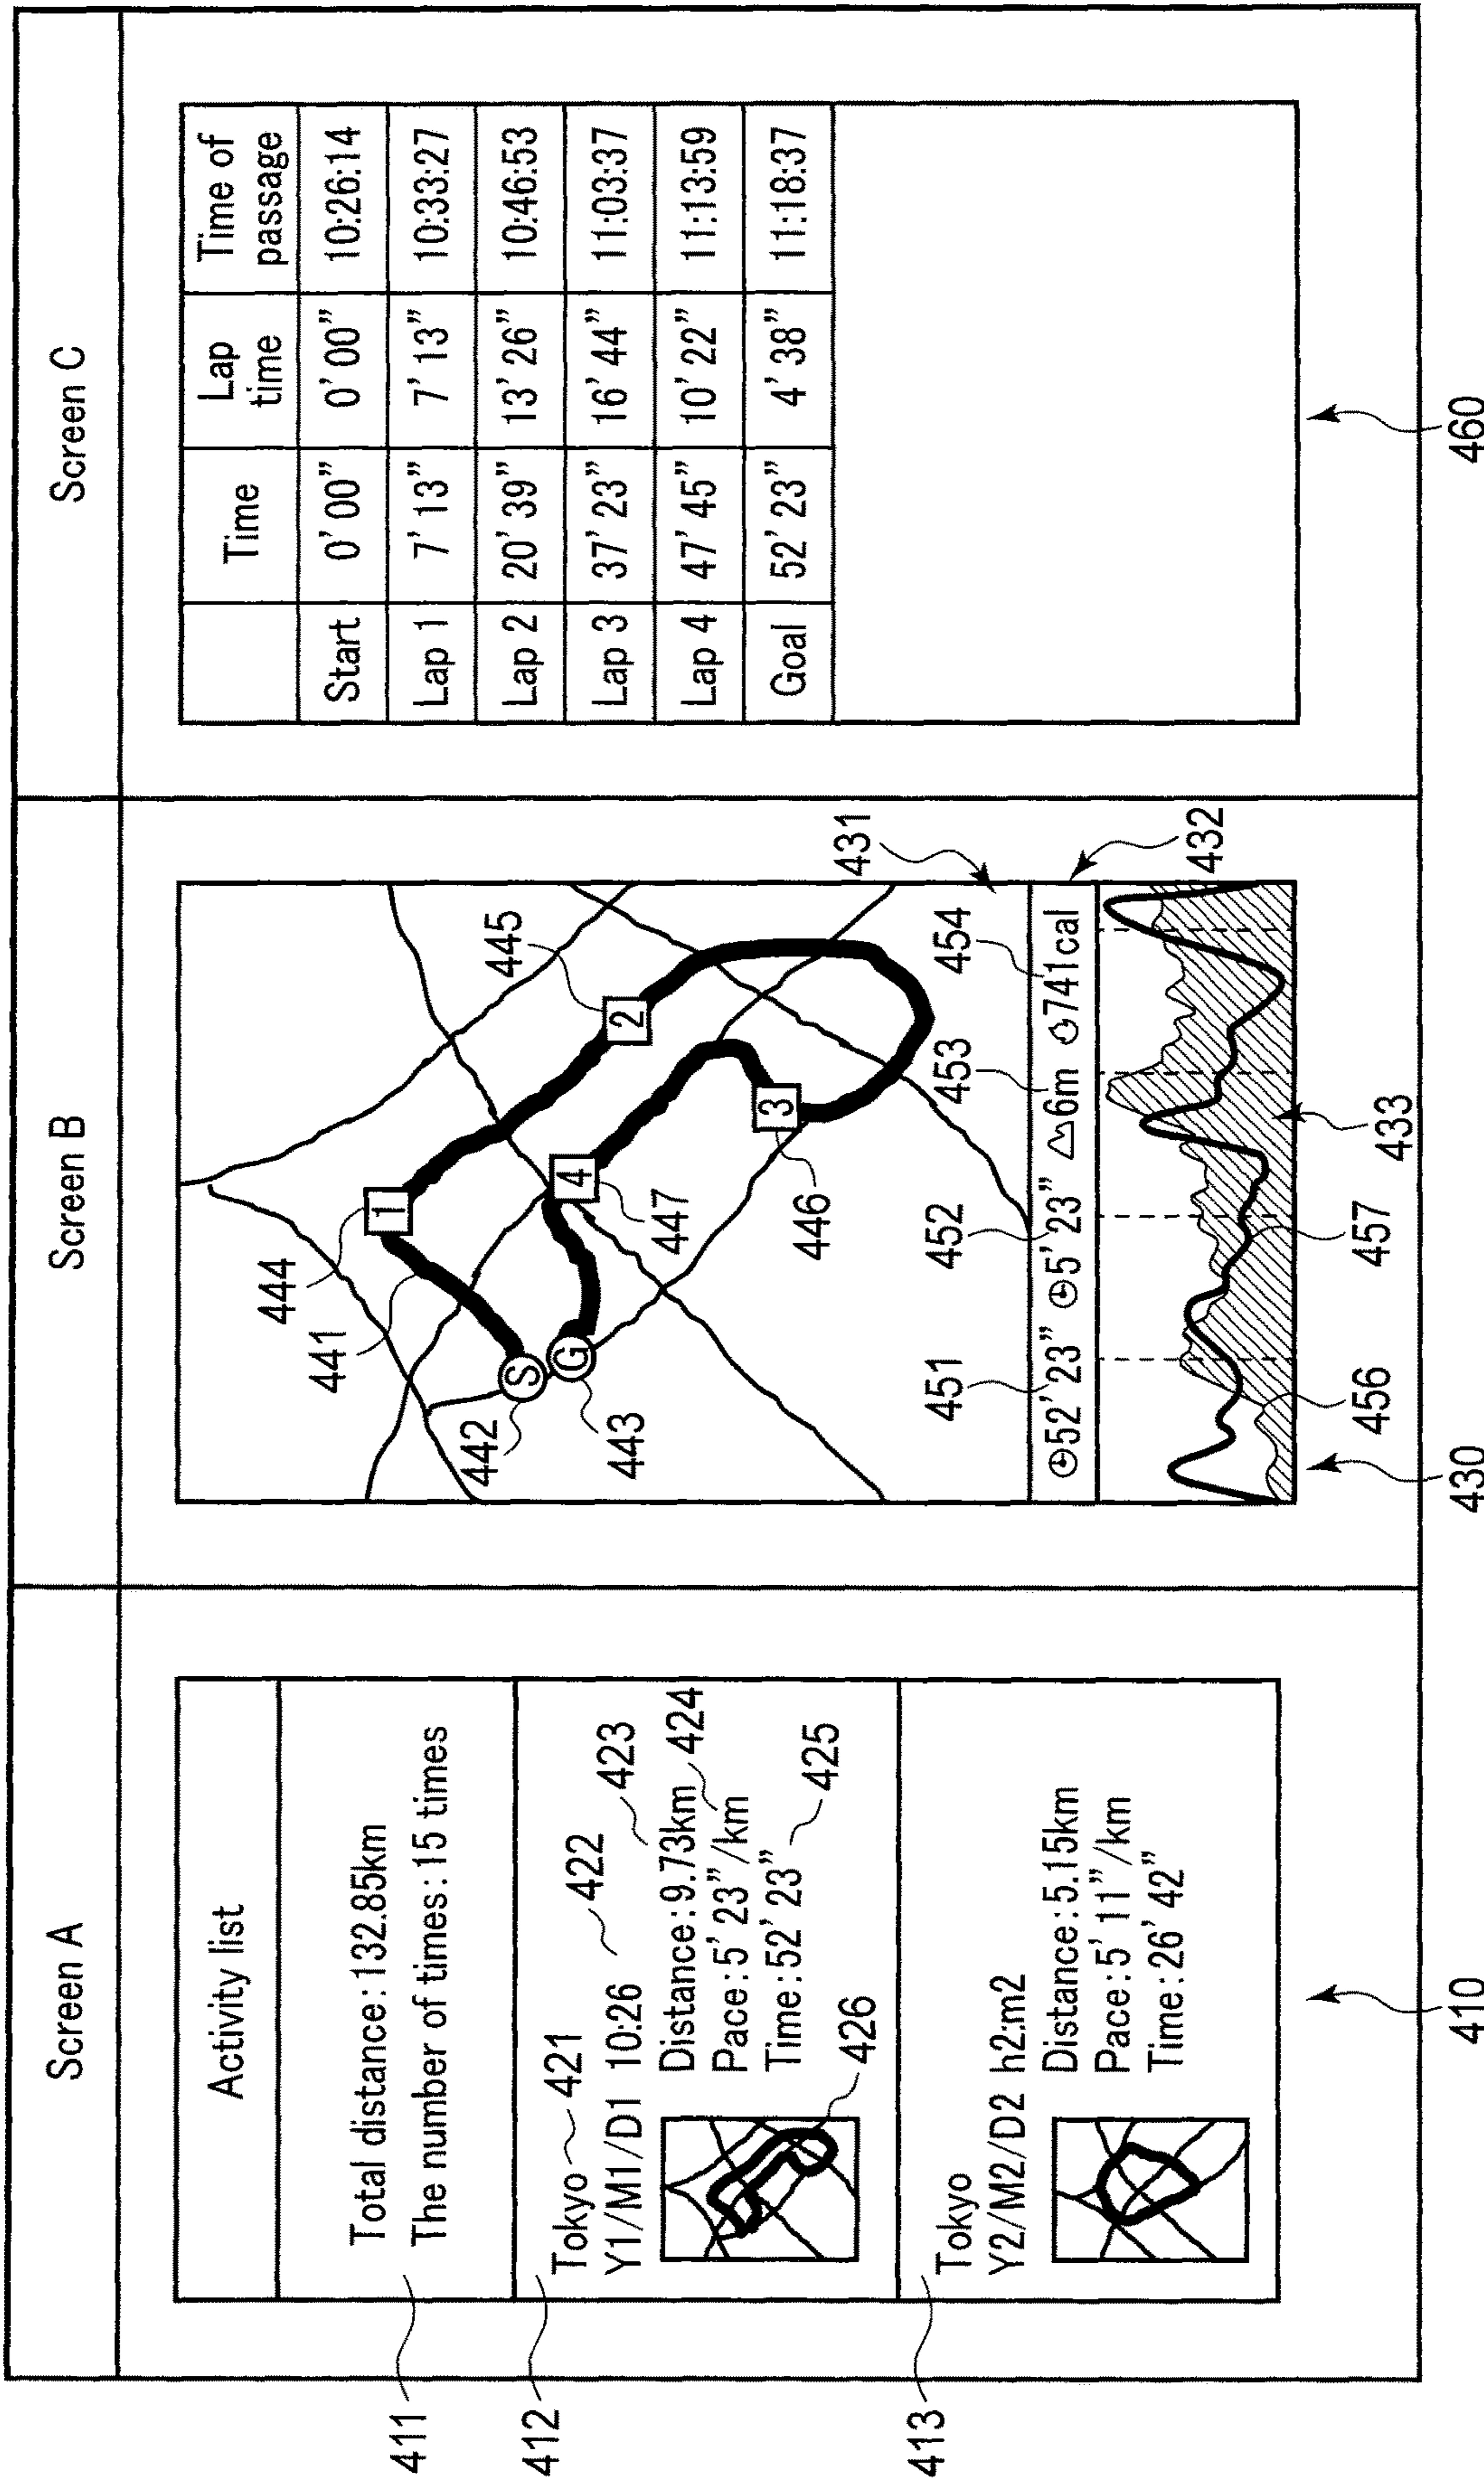 Screen A
Screen B
Screen C
Activity list
Total distance:132.85km
The number of times:15 times
Tokyo
421
Y1/M1/D1 10:26
422
423
Distance:9.73km
424
Pace:5' 23”/km
Time:52' 23”
425
426
Tokyo
Y2/M2/D2 h2:m2
Distance:5.15km
Pace:5' 11”/km
Time:26' 42”
411
412
413
410
444
441
1
445
2
S
442
G
443
4
447
3
446
431
451
452
453
454
52' 23” 5' 23” 6m 741cal
432
433
456
457
430
Time Lap time Time of passage
Start 0' 00” 0' 00” 10:26:14
Lap 1 7' 13” 7' 13” 10:33:27
Lap 2 20' 39” 13' 26” 10:46:53
Lap 3 37' 23” 16' 44” 11:03:37
Lap 4 47' 45” 10' 22” 11:13:59
Goal 52' 23” 4' 38” 11:18:37
460